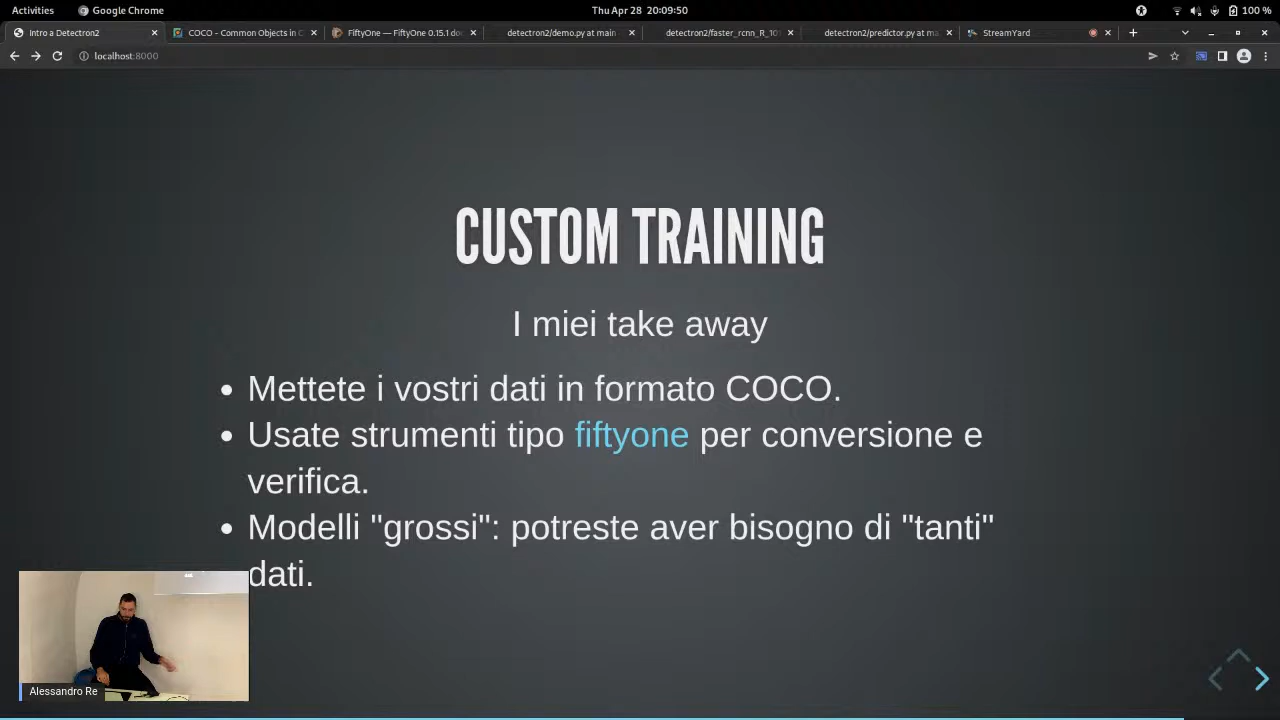 Activities
Google Chrome
Thu Apr 28 20:09:50
100 %
Intro a Detectron2
COCO - Common Objects in C
FiftyOne — FiftyOne 0.15.1 do
detectron2/demo.py at main
detectron2/faster_rcnn_R_10
detectron2/predictor.py at ma
StreamYard
localhost:8000
CUSTOM TRAINING
I miei take away
Mettete i vostri dati in formato COCO.
Usate strumenti tipo fiftyone per conversione e
verifica.
Modelli "grossi": potreste aver bisogno di "tanti"
dati.
Alessandro Re